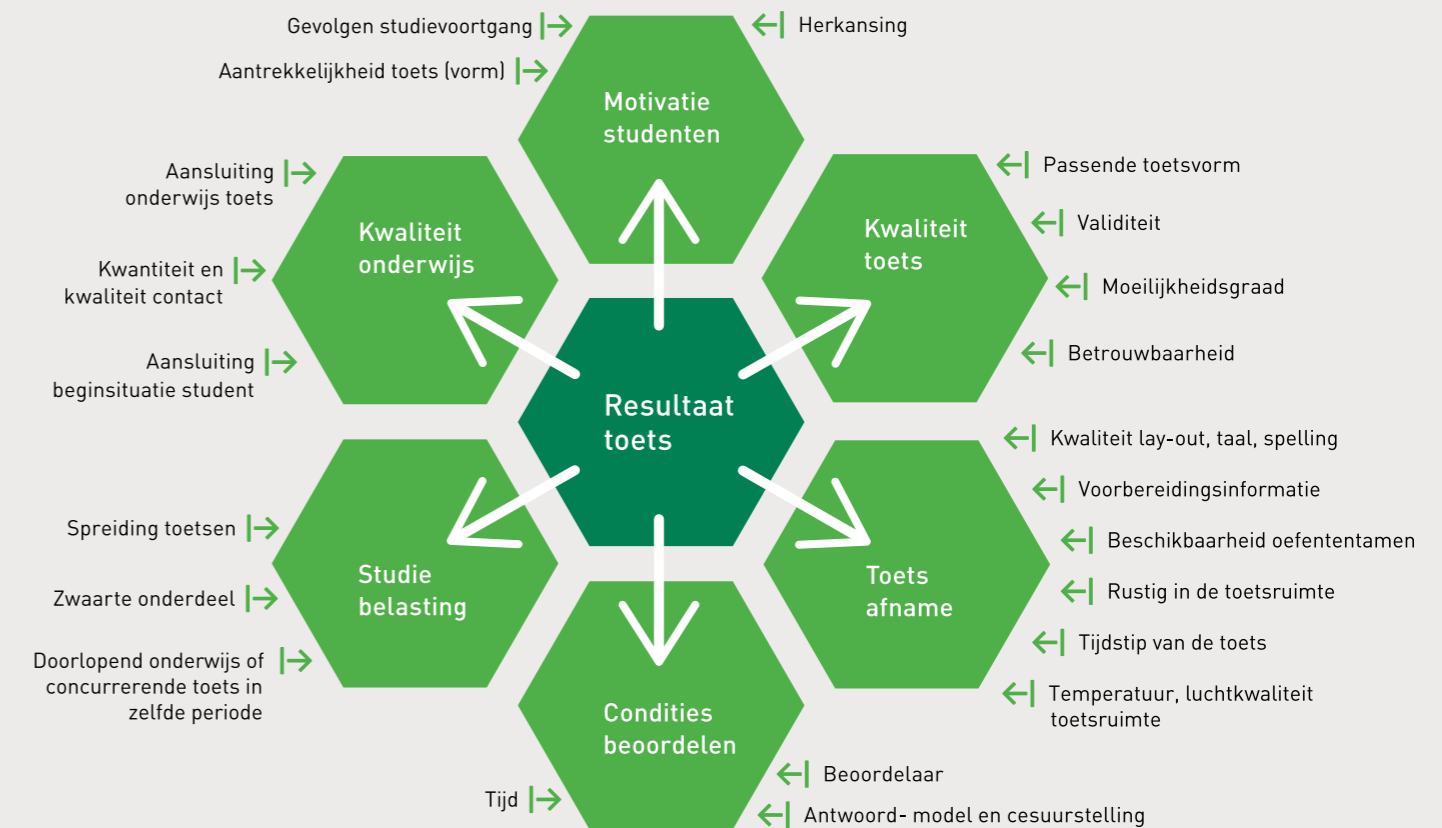 Gevolgen studievoortgang
Herkansing
Aantrekkelijkheid toets (vorm)
Motivatie
studenten
Aansluiting
onderwijs toets
Kwantiteit en
kwaliteit contact
Aansluiting
beginsituatie student
Kwaliteit
onderwijs
Kwaliteit
toets
Passende toetsvorm
Validiteit
Moeilijkheidsgraad
Betrouwbaarheid
Resultaat
toets
Spreiding toetsen
Zwaarte onderdeel
Doorlopend onderwijs of
concurrerende toets in
zelfde periode
Studie
belasting
Toets
afname
Kwaliteit lay-out, taal, spelling
Voorbereidingsinformatie
Beschikbaarheid oefententamen
Rustig in de toetsruimte
Tijdstip van de toets
Temperatuur, luchtkwaliteit
toetsruimte
Condities
beoordelen
Tijd
Beoordelaar
Antwoord- model en cesuurstelling